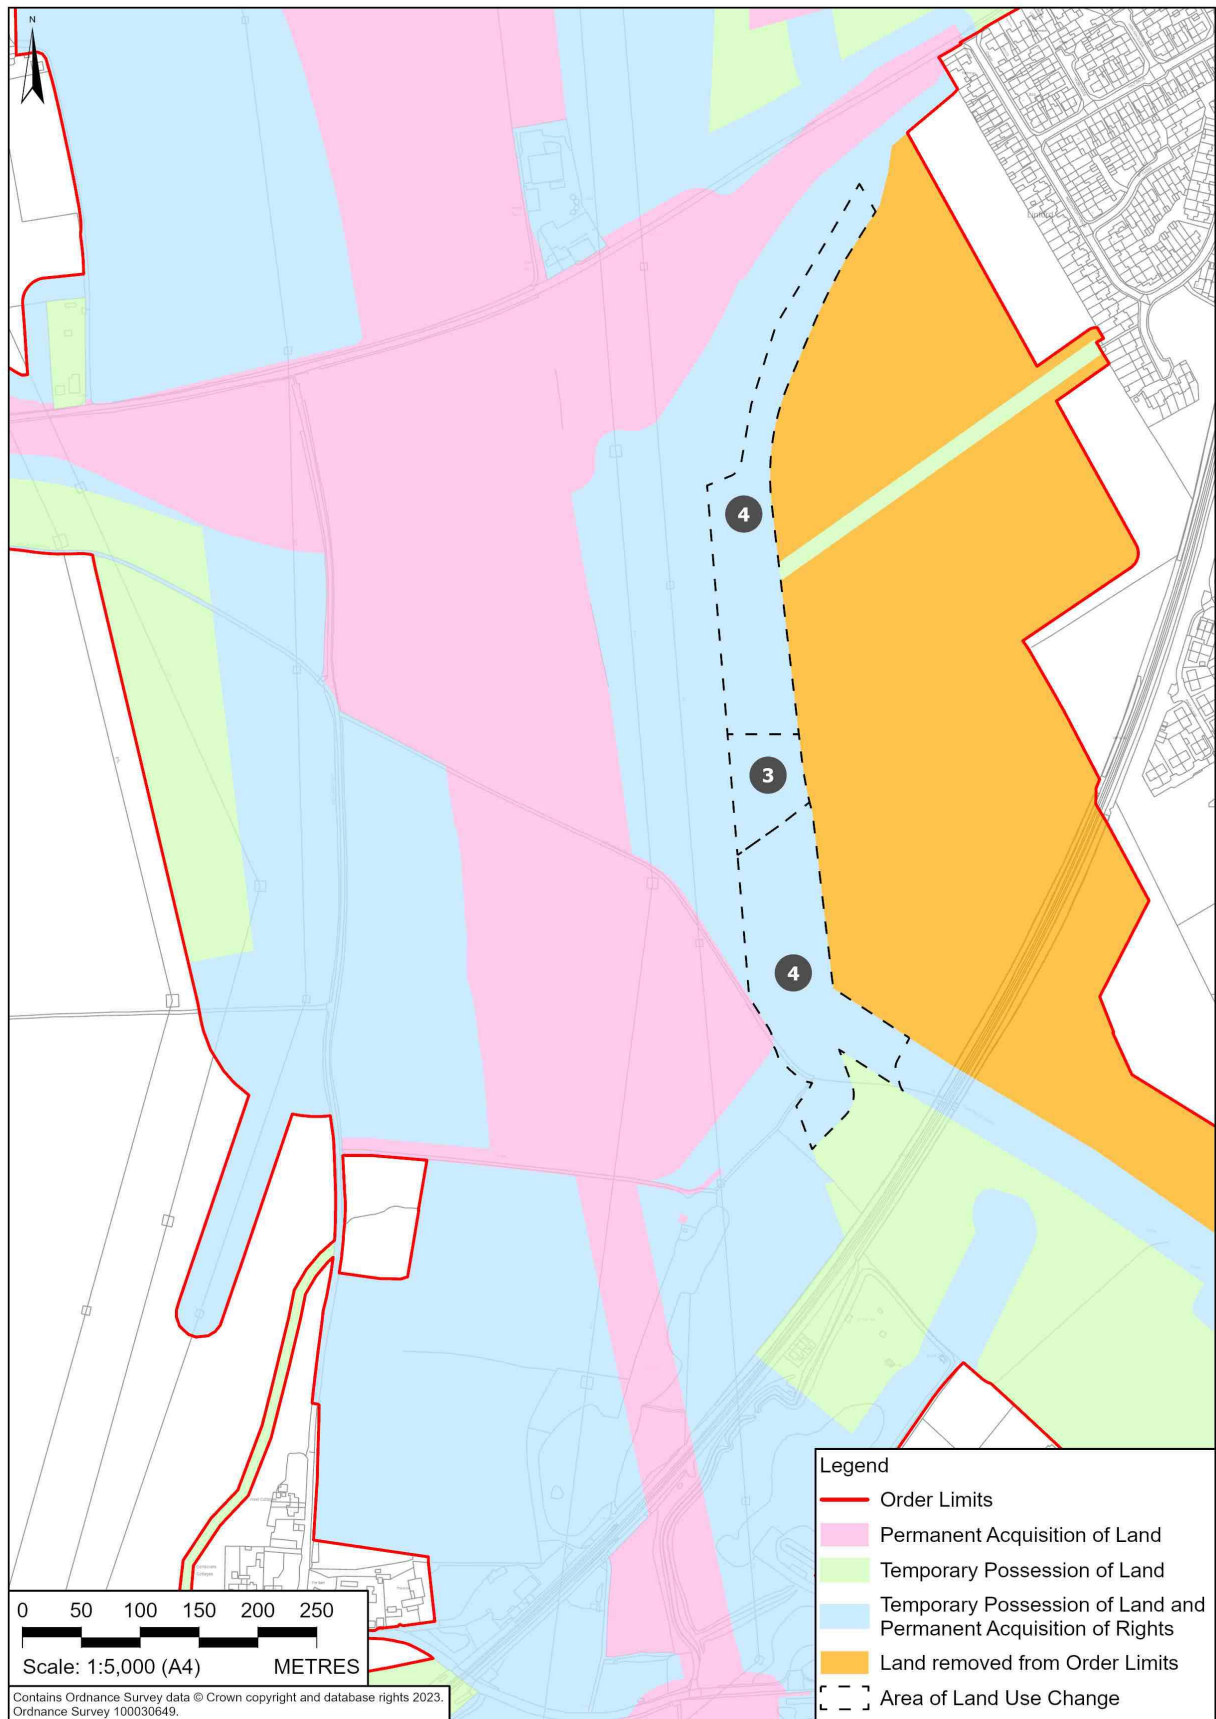 N
Linford
4
3
4
Legend
Order Limits
Permanent Acquisition of Land
Temporary Possession of Land
Temporary Possession of Land and
Permanent Acquisition of Rights
Land removed from Order Limits
Area of Land Use Change
0 50 100 150 200 250
Scale: 1:5,000 (A4) METRES
Contains Ordnance Survey data © Crown copyright and database rights 2023.
Ordnance Survey 100030649.